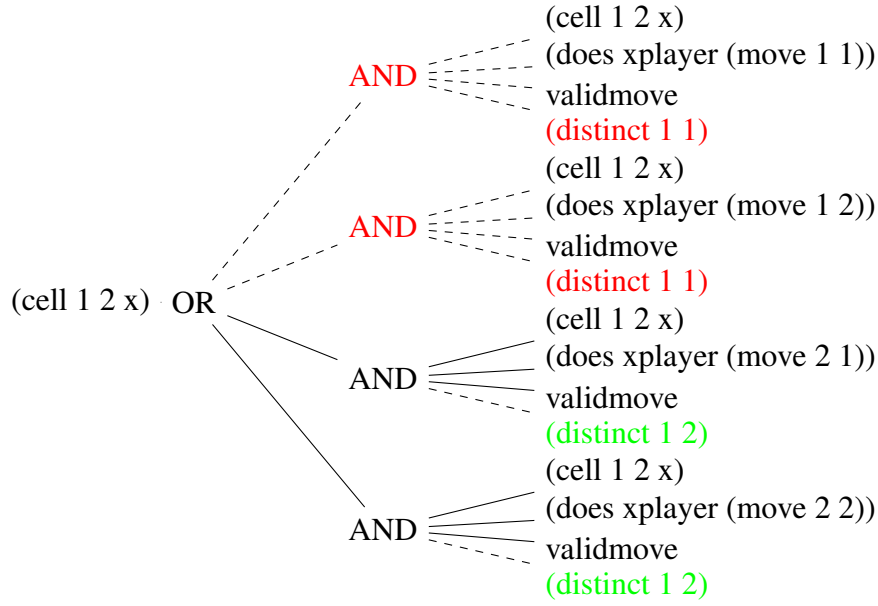 (cell 1 2 x)
(does xplayer (move 1 1))
AND
validmove
(distinct 1 1)
(cell 1 2 x)
(does xplayer (move 1 2))
AND
validmove
(distinct 1 1)
(cell 1 2 x) OR
(cell 1 2 x)
(does xplayer (move 2 1))
AND
validmove
(distinct 1 2)
(cell 1 2 x)
(does xplayer (move 2 2))
AND
validmove
(distinct 1 2)